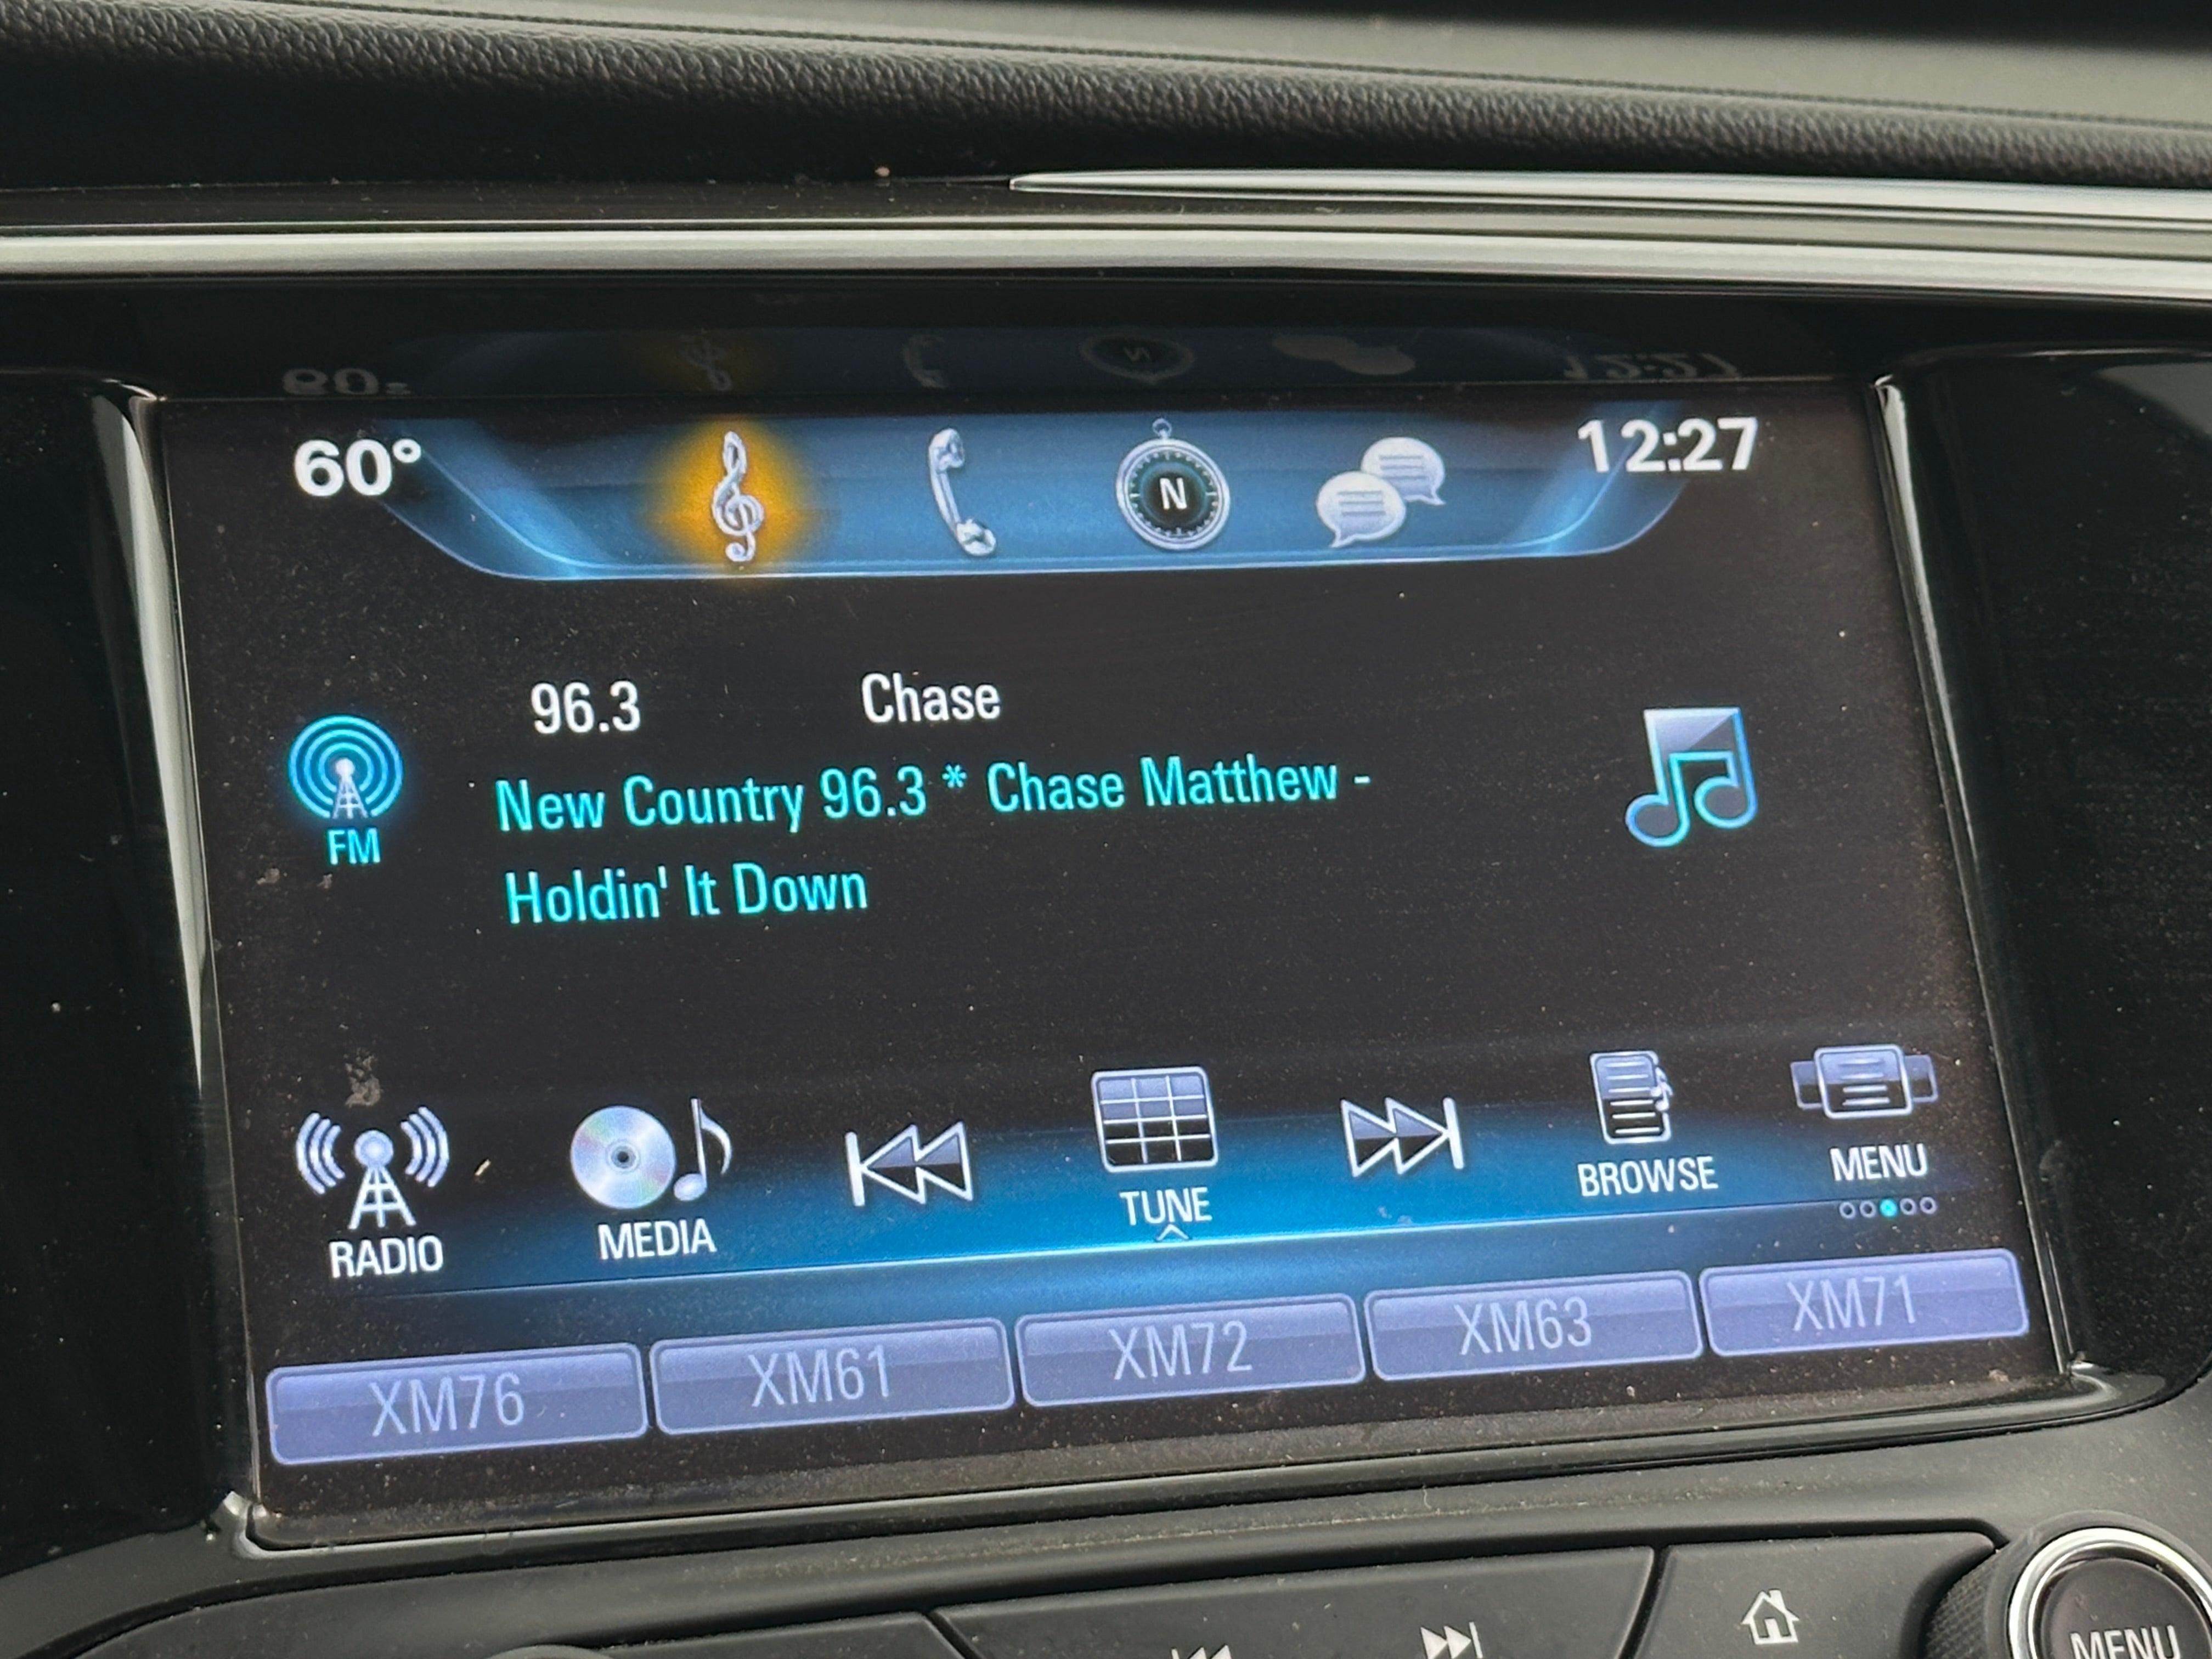 60° 12:27
N
96.3 Chase
New Country 96.3 * Chase Matthew -
Holdin' It Down
FM
RADIO MEDIA TUNE BROWSE MENU
XM76 XM61 XM72 XM63 XM71
MENU